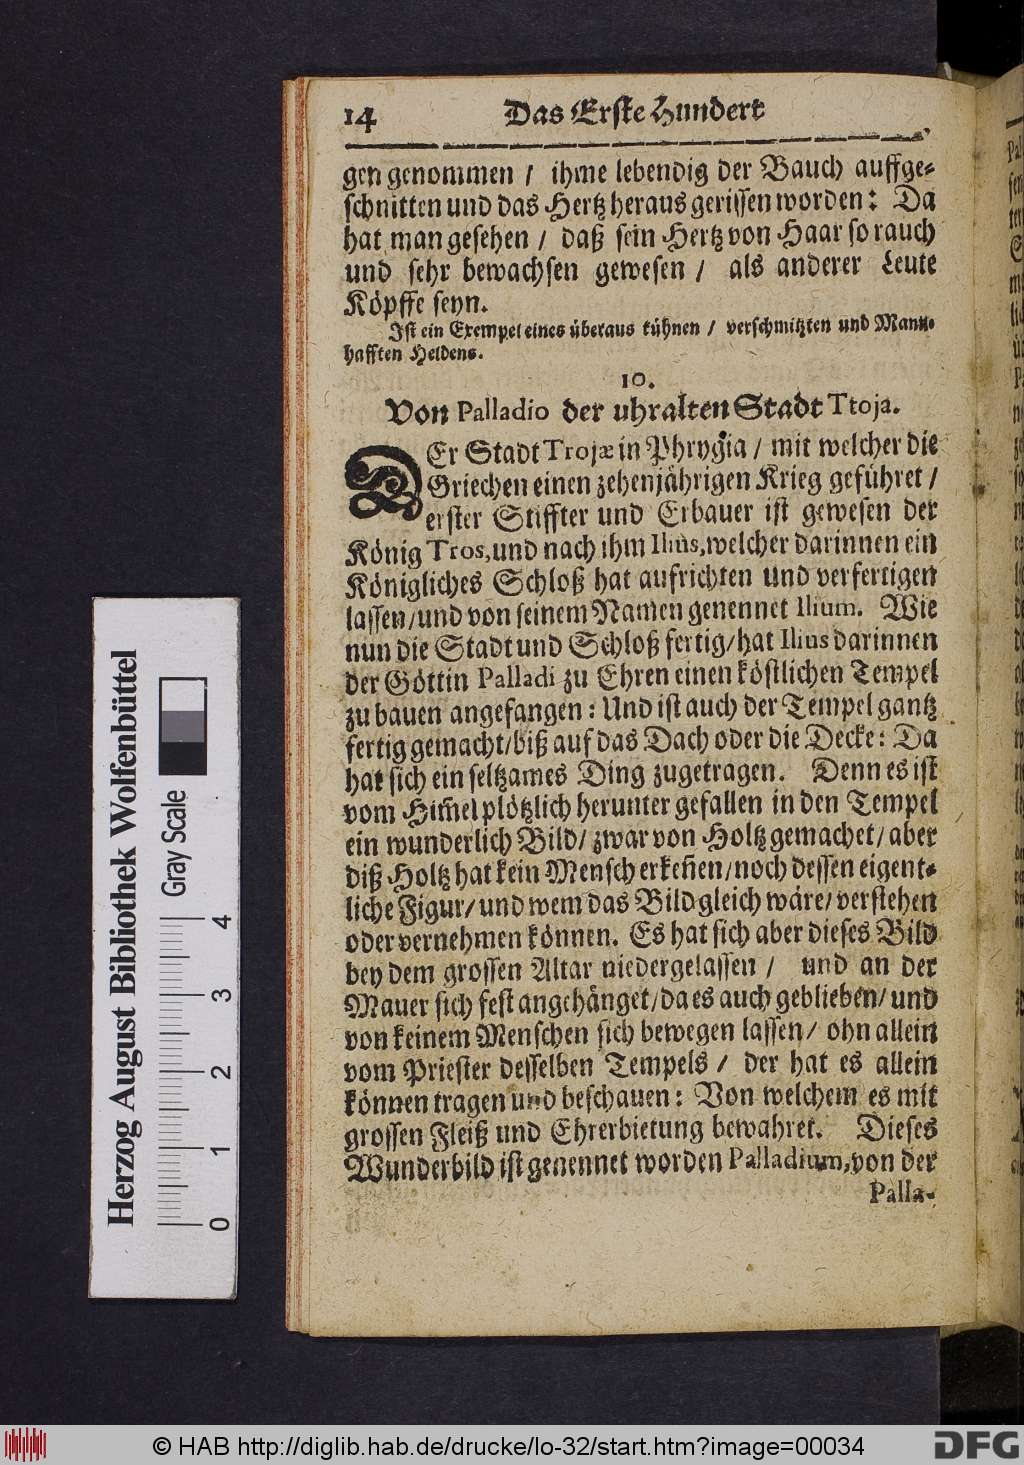 14 Das Erste Hundert
gen genommen / ihme lebendig der Bauch auffge-
schnitten und das Hertz heraus gerissen worden: Da
hat man gesehen / daß sein Hertz von Haar so rauch
und sehr bewachsen gewesen / als anderer Leute
Köpffe seyn.
Ist ein Exempel eines überaus kühnen / verschmitzten und Mann-
hafften Heldens.
10.
Von Palladio der uhralten Stadt Ttoja.
DEr Stadt Trojæ in Phrygia / mit welcher die
Griechen einen zehenjährigen Krieg geführet /
erster Stiffter und Erbauer ist gewesen der
König Tros, und nach ihm Ilius, welcher darinnen ein
Königliches Schloß hat aufrichten und verfertigen
lassen / und von seinem Namen genennet Ilium. Wie
nun die Stadt und Schloß fertig / hat Ilius darinnen
der Göttin Palladi zu Ehren einen köstlichen Tempel
zu bauen angefangen: Und ist auch der Tempel gantz
fertig gemacht / biß auf das Dach oder die Decke: Da
hat sich ein seltzames Ding zugetragen. Denn es ist
vom Him̃el plötzlich herunter gefallen in den Tempel
ein wunderlich Bild / zwar von Holtz gemachet / aber
diß Holtz hat kein Mensch erkeñen / noch dessen eigent-
liche Figur / und wem das Bild gleich wäre / verstehen
oder vernehmen können. Es hat sich aber dieses Bild
bey dem grossen Altar niedergelassen / und an der
Mauer sich fest angehänget / da es auch geblieben / und
von keinem Menschen sich bewegen lassen / ohn allein
vom Priester desselben Tempels / der hat es allein
können tragen und beschauen: Von welchem es mit
grossen Fleiß und Ehrerbietung bewahret. Dieses
Wunderbild ist genennet worden Palladium, von der
Palla-
Herzog August Bibliothek Wolfenbüttel
Gray Scale
0 1 2 3 4
© HAB http://diglib.hab.de/drucke/lo-32/start.htm?image=00034
DFG